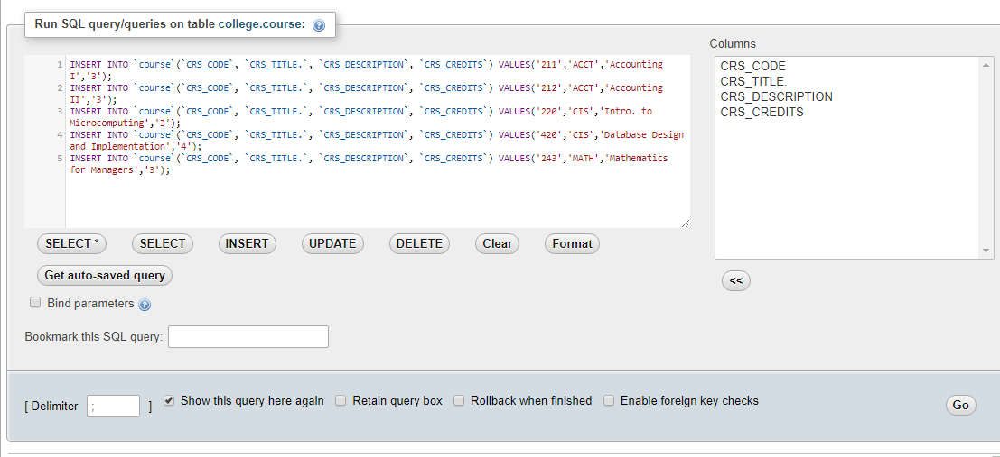 Run SQL query/queries on table college.course:
Columns
1 INSERT INTO `course`(`CRS_CODE`, `CRS_TITLE.`, `CRS_DESCRIPTION`, `CRS_CREDITS`) VALUES('211','ACCT','Accounting
I','3');
2 INSERT INTO `course`(`CRS_CODE`, `CRS_TITLE.`, `CRS_DESCRIPTION`, `CRS_CREDITS`) VALUES('212','ACCT','Accounting
II','3');
3 INSERT INTO `course`(`CRS_CODE`, `CRS_TITLE.`, `CRS_DESCRIPTION`, `CRS_CREDITS`) VALUES('220','CIS','Intro. to
Microcomputing','3');
4 INSERT INTO `course`(`CRS_CODE`, `CRS_TITLE.`, `CRS_DESCRIPTION`, `CRS_CREDITS`) VALUES('420','CIS','Database Design
and Implementation','4');
5 INSERT INTO `course`(`CRS_CODE`, `CRS_TITLE.`, `CRS_DESCRIPTION`, `CRS_CREDITS`) VALUES('243','MATH','Mathematics
for Managers','3');
CRS_CODE
CRS_TITLE.
CRS_DESCRIPTION
CRS_CREDITS
SELECT * SELECT INSERT UPDATE DELETE Clear Format
Get auto-saved query
<<
Bind parameters
Bookmark this SQL query:
[ Delimiter ; ] Show this query here again Retain query box Rollback when finished Enable foreign key checks Go